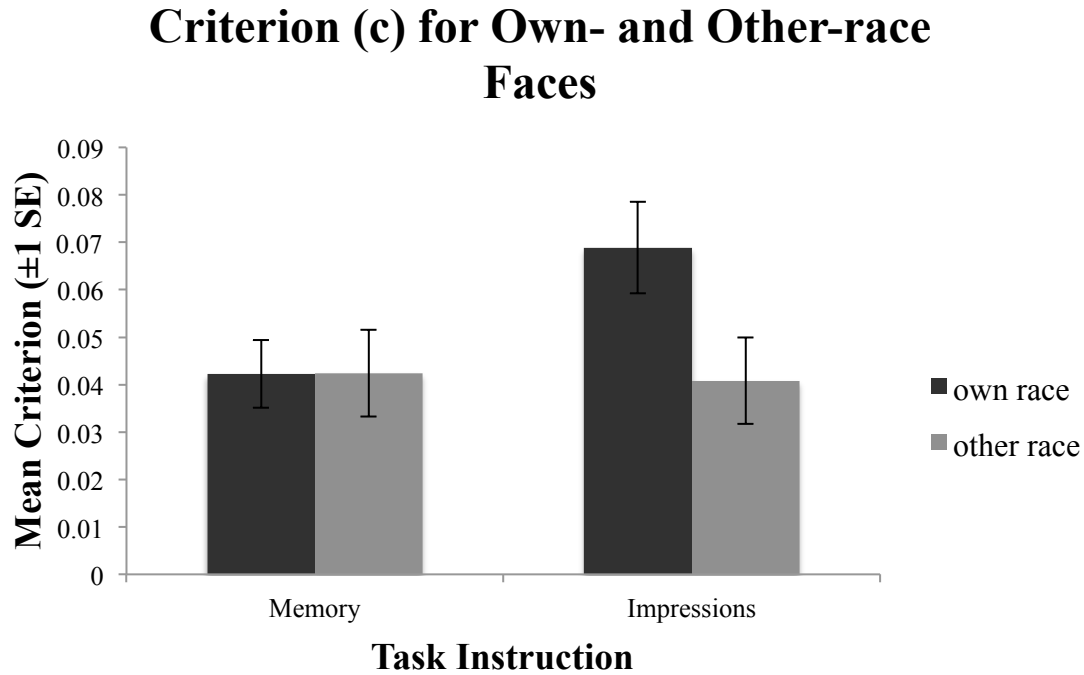 Criterion (c) for Own- and Other-race
Faces
Mean Criterion (±1 SE)
0.09
0.08
0.07
0.06
0.05
0.04
0.03
0.02
0.01
0
own race
other race
Memory
Impressions
Task Instruction